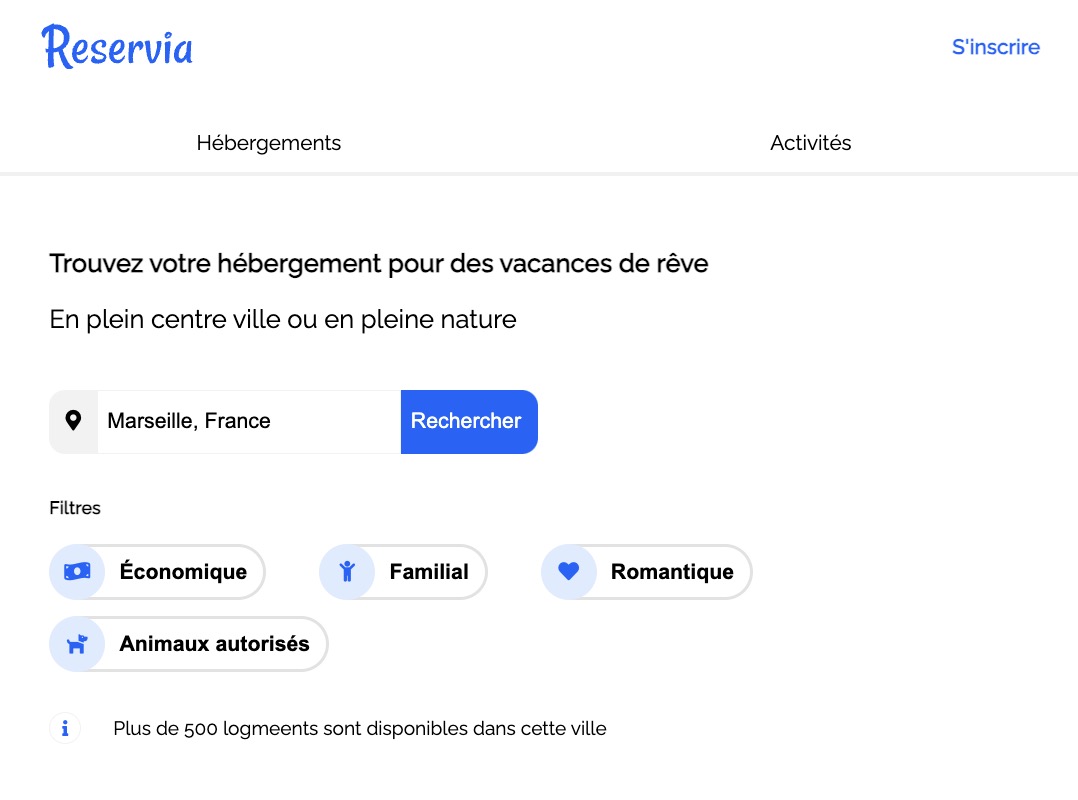 Reservia
S'inscrire
Hébergements
Activités
Trouvez votre hébergement pour des vacances de rêve
En plein centre ville ou en pleine nature
Marseille, France
Rechercher
Filtres
Économique
Familial
Romantique
Animaux autorisés
Plus de 500 logmeents sont disponibles dans cette ville